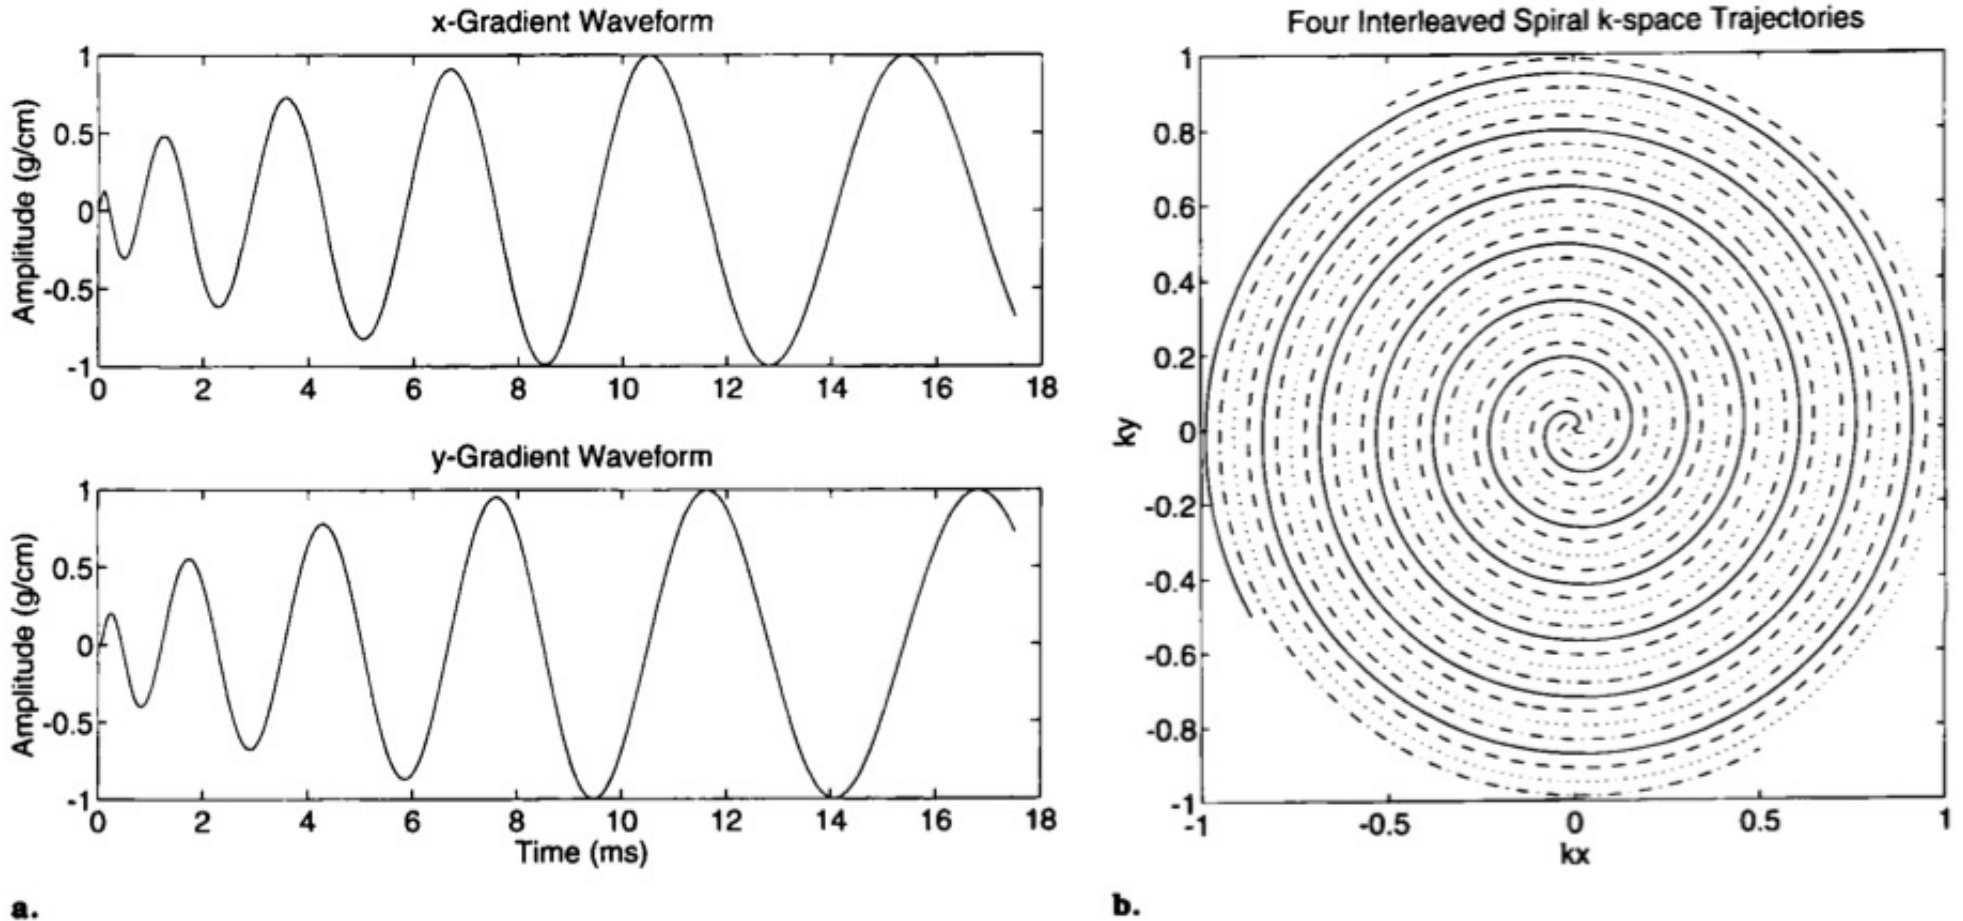 x-Gradient Waveform
Amplitude (g/cm)
1
0.5
0
-0.5
-1
0 2 4 6 8 10 12 14 16 18
y-Gradient Waveform
Amplitude (g/cm)
1
0.5
0
-0.5
-1
0 2 4 6 8 10 12 14 16 18
Time (ms)
a.
Four Interleaved Spiral k-space Trajectories
ky
1
0.8
0.6
0.4
0.2
0
-0.2
-0.4
-0.6
-0.8
-1
-1 -0.5 0 0.5 1
kx
b.